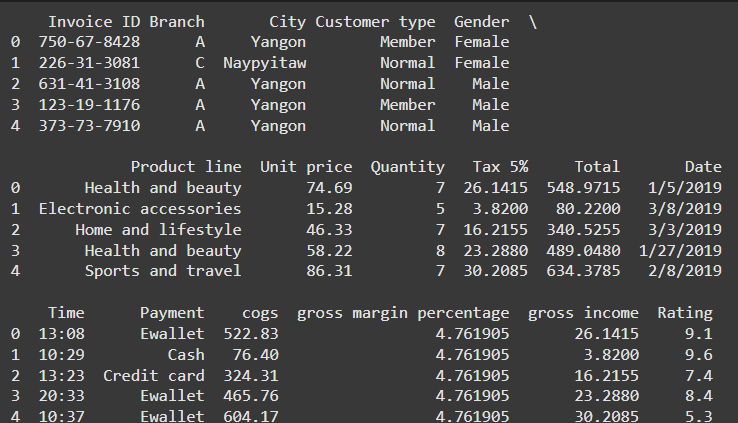 Invoice ID Branch City Customer type Gender \
0 750-67-8428 A Yangon Member Female
1 226-31-3081 C Naypyitaw Normal Female
2 631-41-3108 A Yangon Normal Male
3 123-19-1176 A Yangon Member Male
4 373-73-7910 A Yangon Normal Male
Product line Unit price Quantity Tax 5% Total Date
0 Health and beauty 74.69 7 26.1415 548.9715 1/5/2019
1 Electronic accessories 15.28 5 3.8200 80.2200 3/8/2019
2 Home and lifestyle 46.33 7 16.2155 340.5255 3/3/2019
3 Health and beauty 58.22 8 23.2880 489.0480 1/27/2019
4 Sports and travel 86.31 7 30.2085 634.3785 2/8/2019
Time Payment cogs gross margin percentage gross income Rating
0 13:08 Ewallet 522.83 4.761905 26.1415 9.1
1 10:29 Cash 76.40 4.761905 3.8200 9.6
2 13:23 Credit card 324.31 4.761905 16.2155 7.4
3 20:33 Ewallet 465.76 4.761905 23.2880 8.4
4 10:37 Ewallet 604.17 4.761905 30.2085 5.3